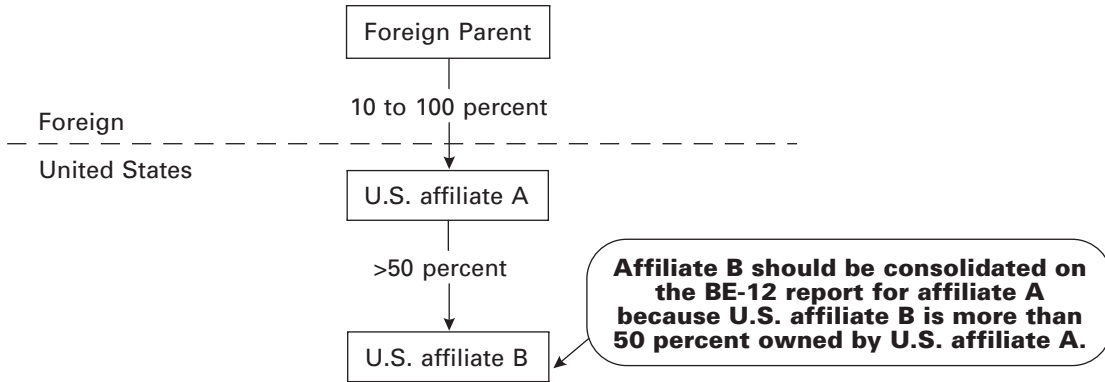 Foreign Parent
10 to 100 percent
Foreign
United States
U.S. affiliate A
>50 percent
Affiliate B should be consolidated on
the BE-12 report for affiliate A
because U.S. affiliate B is more than
50 percent owned by U.S. affiliate A.
U.S. affiliate B